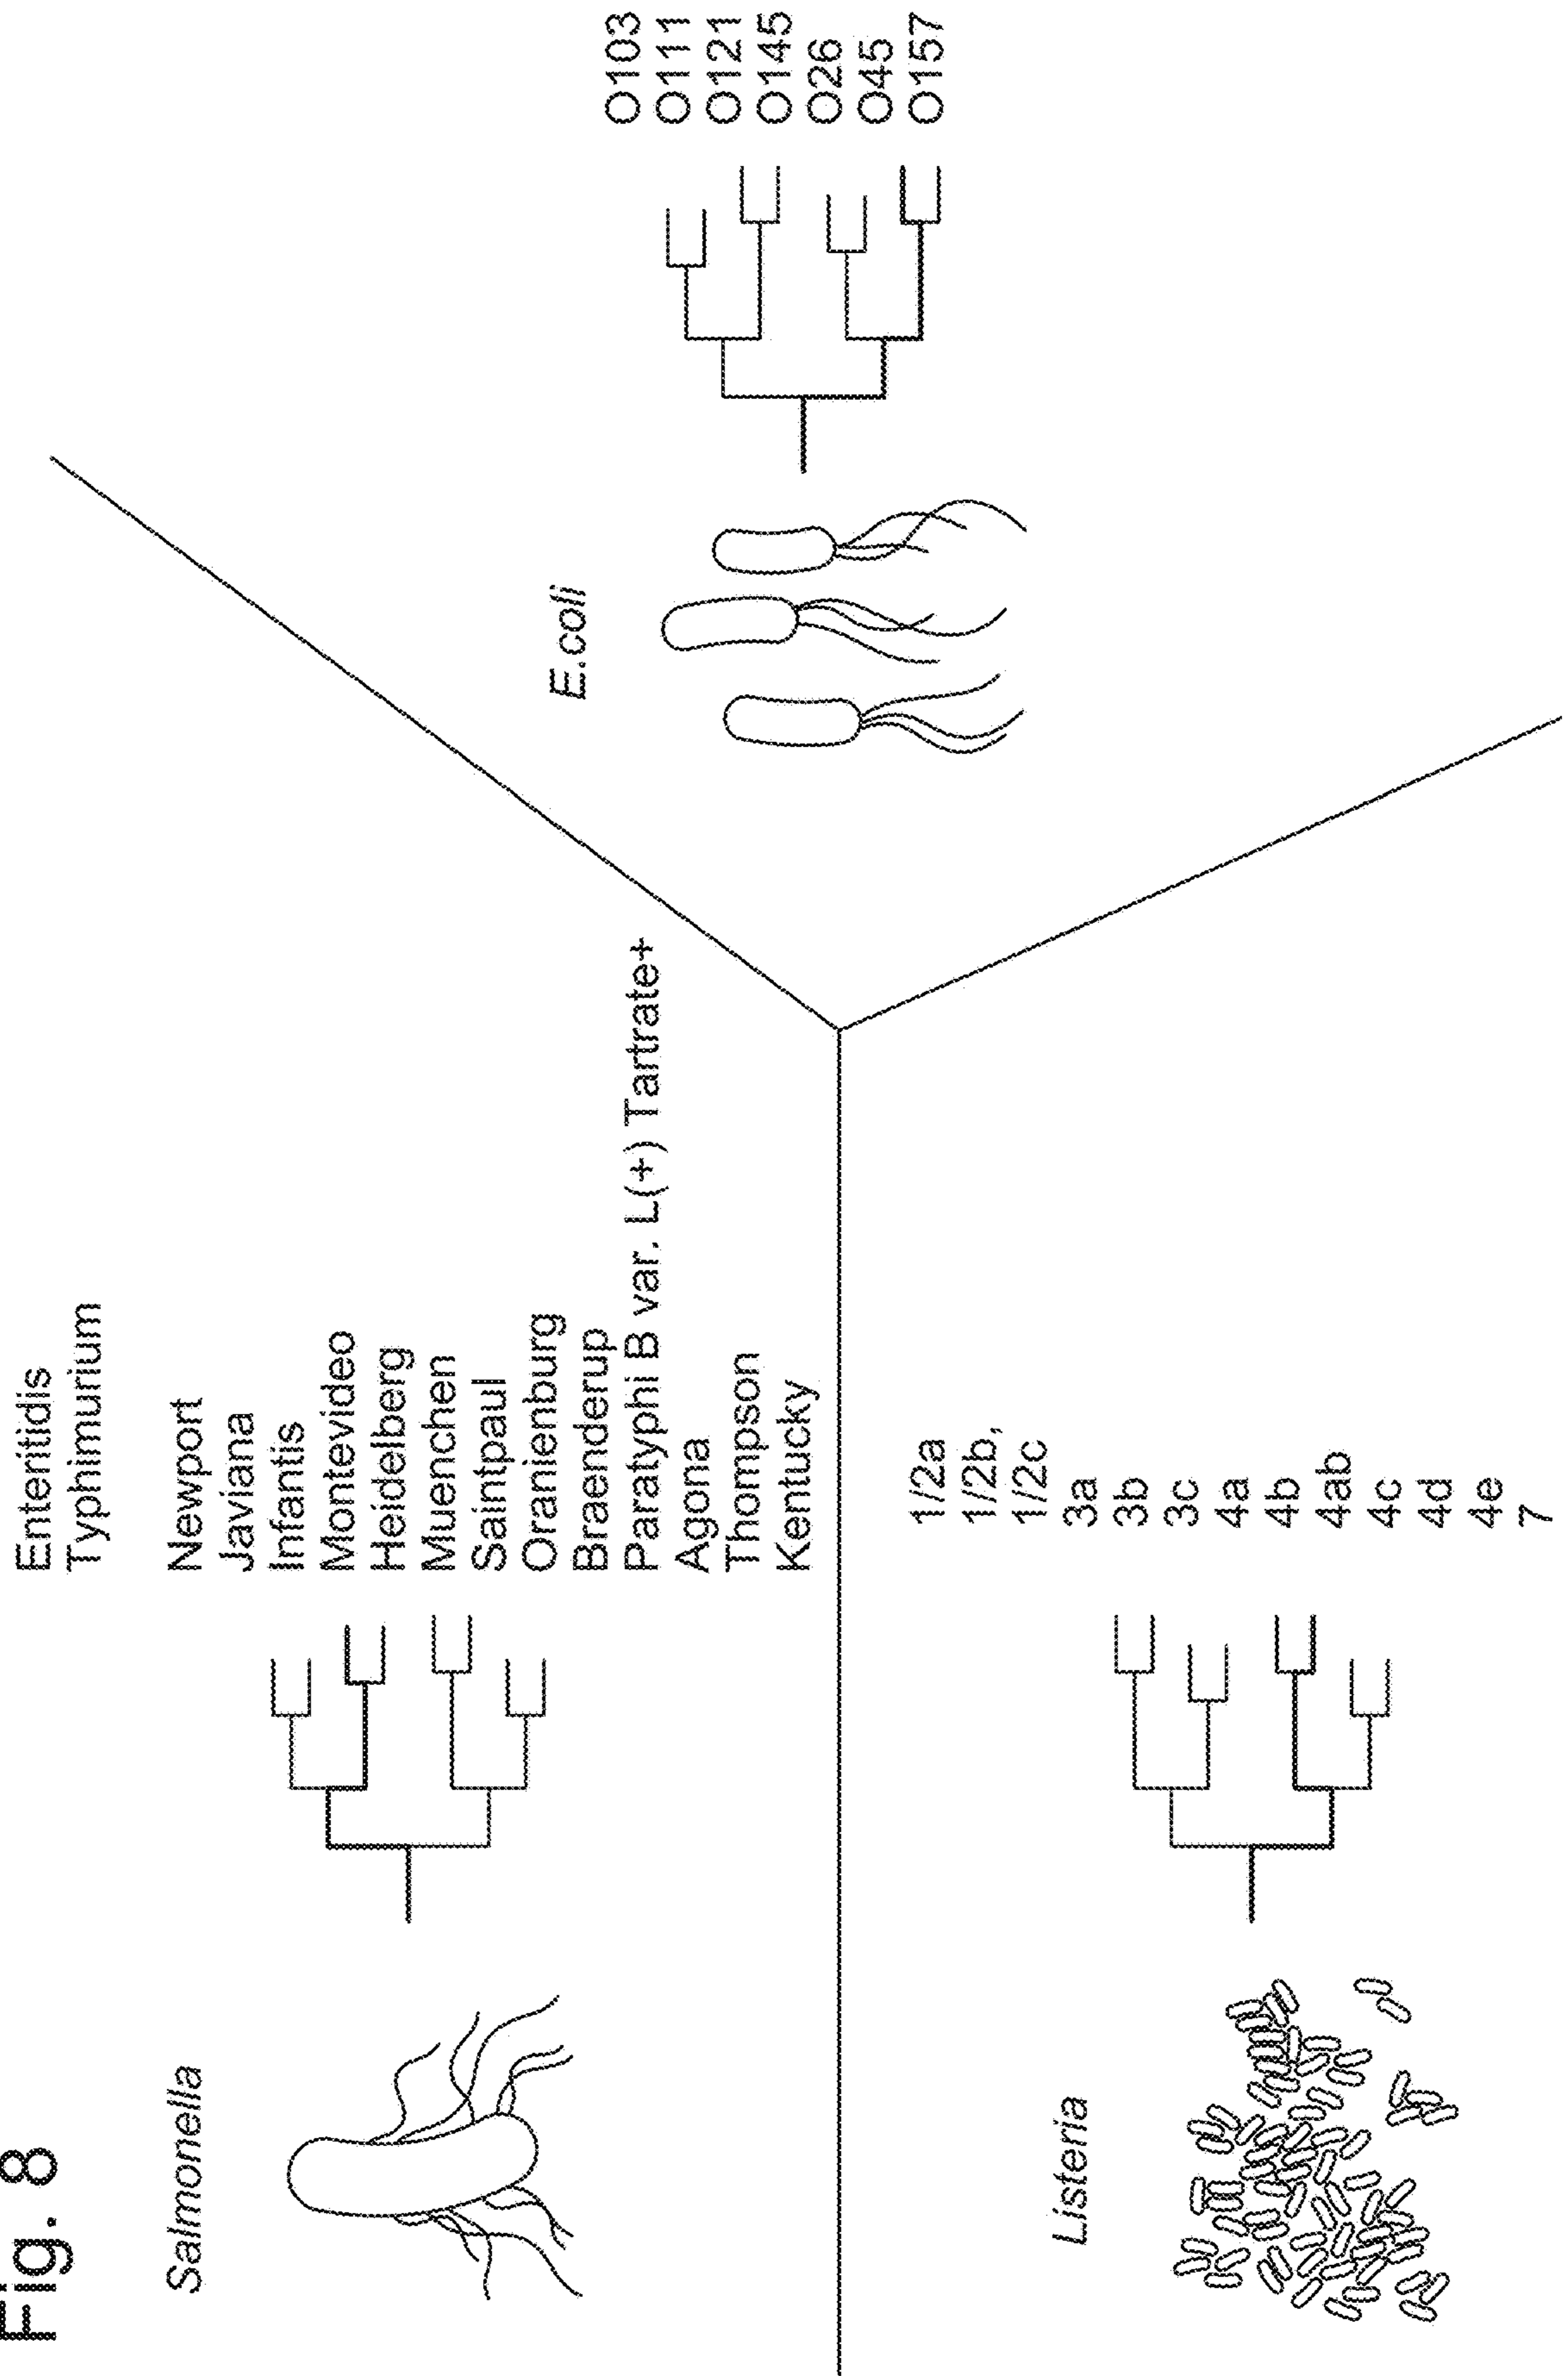 Fig. 8
Salmonella
Enteritidis
Typhimurium
Newport
Javiana
Infantis
Montevideo
Heidelberg
Muenchen
Saintpaul
Oranienburg
Braenderup
Paratyphi B var. L(+) Tartrate+
Agona
Thompson
Kentucky
Listeria
1/2a
1/2b,
1/2c
3a
3b
3c
4a
4b
4ab
4c
4d
4e
7
E.coli
O103
O111
O121
O145
O26
O45
O157